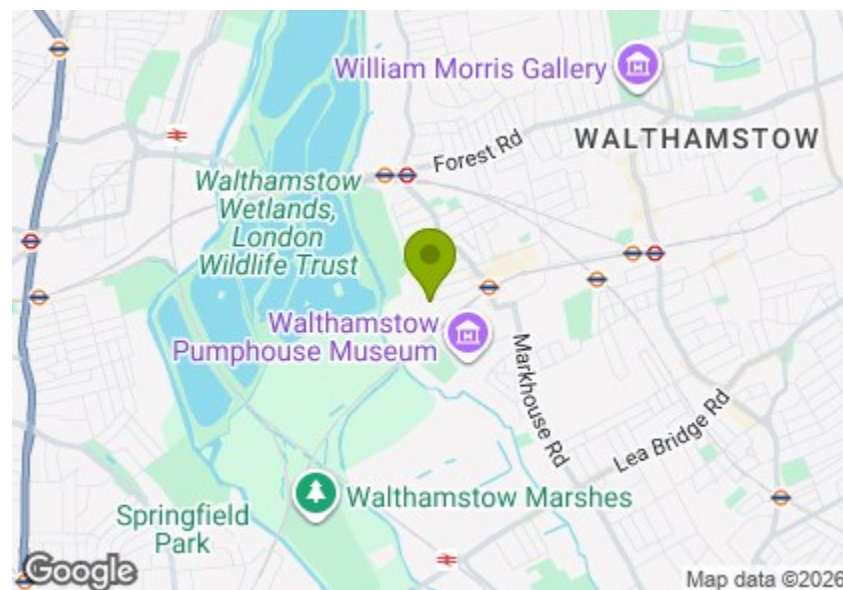 William Morris Gallery
WALTHAMSTOW
Forest Rd
Walthamstow
Wetlands,
London
Wildlife Trust
Walthamstow
Pumphouse Museum
Markhouse Rd
Lea Bridge Rd
Walthamstow Marshes
Springfield
Park
Google
Map data ©2026